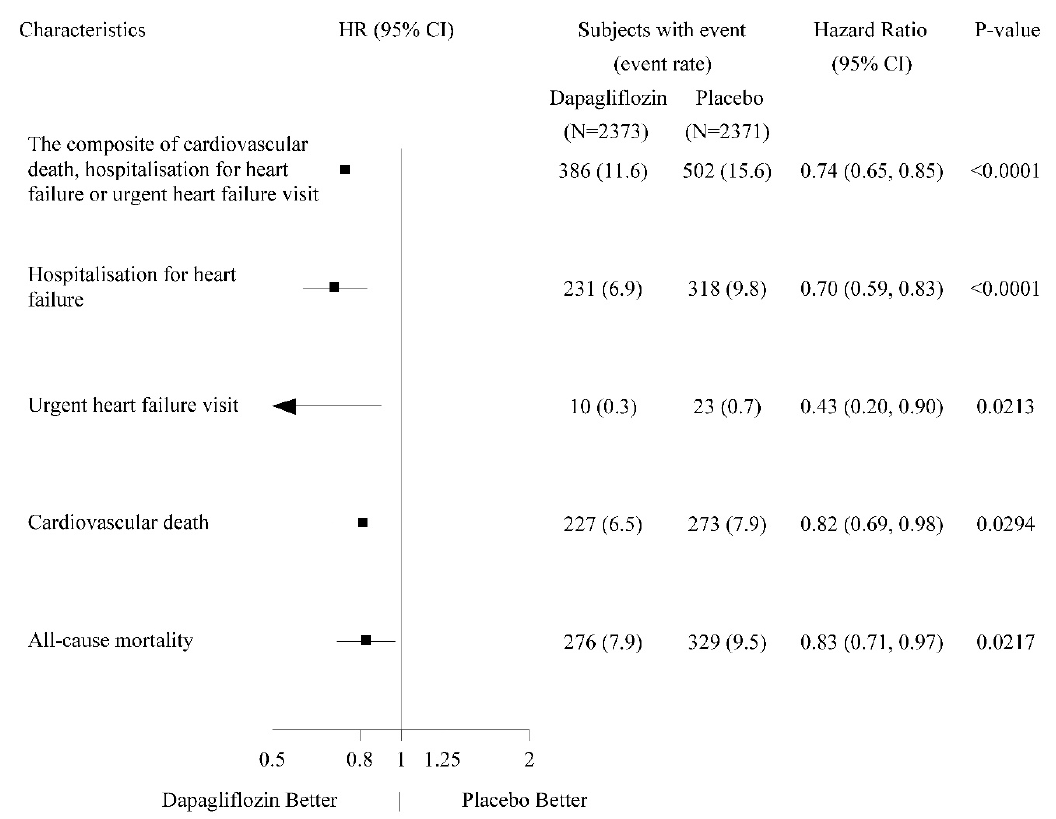 Characteristics HR (95% CI) Subjects with event Hazard Ratio P-value
(event rate) (95% CI)
Dapagliflozin Placebo
(N=2373) (N=2371)
The composite of cardiovascular
death, hospitalisation for heart 386 (11.6) 502 (15.6) 0.74 (0.65, 0.85) <0.0001
failure or urgent heart failure visit
Hospitalisation for heart
failure 231 (6.9) 318 (9.8) 0.70 (0.59, 0.83) <0.0001
Urgent heart failure visit 10 (0.3) 23 (0.7) 0.43 (0.20, 0.90) 0.0213
Cardiovascular death 227 (6.5) 273 (7.9) 0.82 (0.69, 0.98) 0.0294
All-cause mortality 276 (7.9) 329 (9.5) 0.83 (0.71, 0.97) 0.0217
0.5 0.8 1 1.25 2
Dapagliflozin Better | Placebo Better